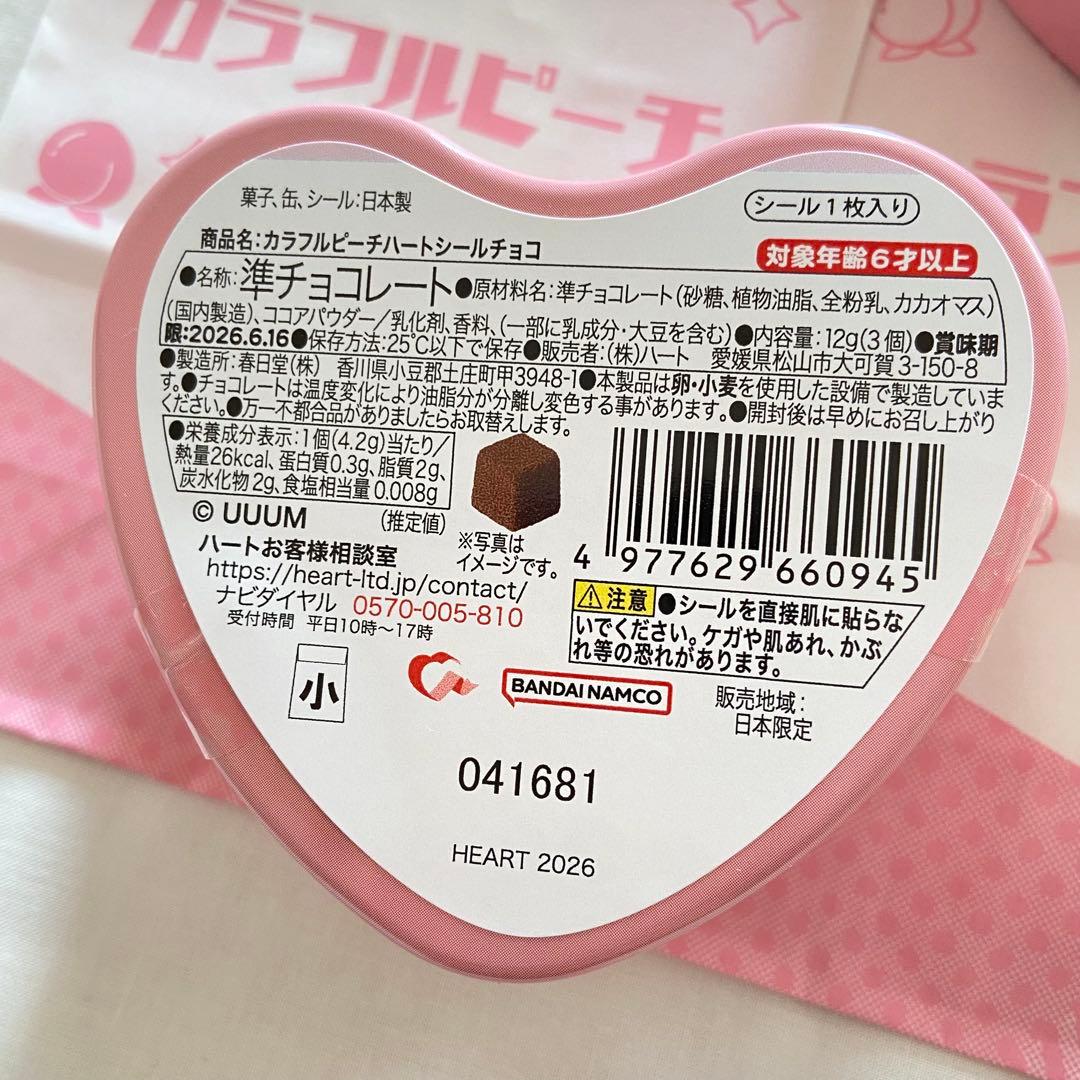 カラフルピーチ
菓子、缶、シール:日本製
シール1枚入り
商品名:カラフルピーチハートシールチョコ
対象年齢6才以上
●名称:準チョコレート●原材料名:準チョコレート(砂糖、植物油脂、全粉乳、カカオマス)
(国内製造)、ココアパウダー/乳化剤、香料、(一部に乳成分・大豆を含む)●内容量:12g(3個)●賞味期
限:2026.6.16●保存方法:25℃以下で保存●販売者:(株)ハート 愛媛県松山市大可賀3-150-8
●製造所:春日堂(株) 香川県小豆郡土庄町甲3948-1●本製品は卵・小麦を使用した設備で製造していま
す。●チョコレートは温度変化により油脂分が分離し変色する事があります。●開封後は早めにお召し上がり
ください。●万一不都合品がありましたらお取替えします。
●栄養成分表示:1個(4.2g)当たり/
熱量26kcal、蛋白質0.3g、脂質2g、
炭水化物2g、食塩相当量0.008g
(推定値)
© UUUM
※写真は
イメージです。
4 977629 660945
ハートお客様相談室
https://heart-ltd.jp/contact/
ナビダイヤル 0570-005-810
受付時間 平日10時～17時
注意 ●シールを直接肌に貼らな
いでください。ケガや肌あれ、かぶ
れ等の恐れがあります。
小
BANDAI NAMCO
販売地域:
日本限定
041681
HEART 2026